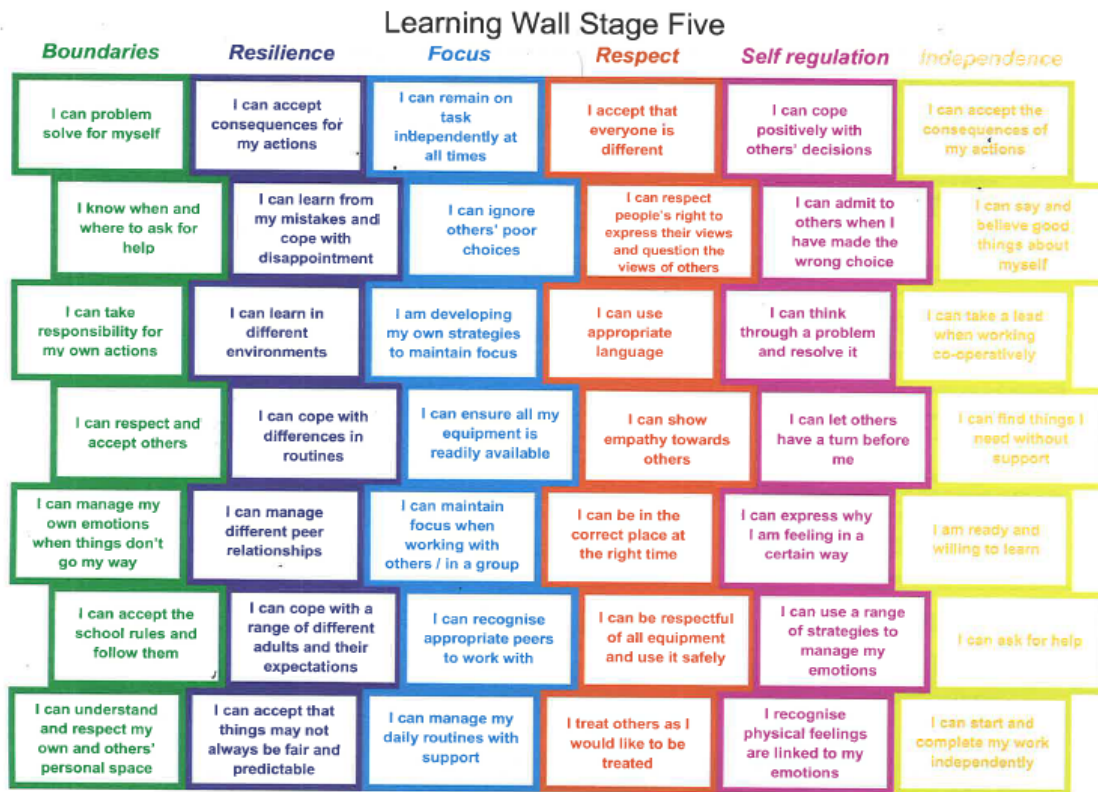 Learning Wall Stage Five
Boundaries
Resilience
Focus
Respect
Self regulation
Independence
I can problem
solve for myself
I can accept
consequences for
my actions
I can remain on
task
independently at
all times
I accept that
everyone is
different
I can cope
positively with
others' decisions
I can accept the
consequences of
my actions
I know when and
where to ask for
help
I can learn from
my mistakes and
cope with
disappointment
I can ignore
others' poor
choices
I can respect
people's right to
express their views
and question the
views of others
I can admit to
others when I
have made the
wrong choice
I can say and
believe good
things about
myself
I can take
responsibility for
my own actions
I can learn in
different
environments
I am developing
my own strategies
to maintain focus
I can use
appropriate
language
I can think
through a problem
and resolve it
I can take a lead
when working
co-operatively
I can respect and
accept others
I can cope with
differences in
routines
I can ensure all my
equipment is
readily available
I can show
empathy towards
others
I can let others
have a turn before
me
I can find things I
need without
support
I can manage my
own emotions
when things don't
go my way
I can manage
different peer
relationships
I can maintain
focus when
working with
others / in a group
I can be in the
correct place at
the right time
I can express why
I am feeling in a
certain way
I am ready and
willing to learn
I can accept the
school rules and
follow them
I can cope with a
range of different
adults and their
expectations
I can recognise
appropriate peers
to work with
I can be respectful
of all equipment
and use it safely
I can use a range
of strategies to
manage my
emotions
I can ask for help
I can understand
and respect my
own and others'
personal space
I can accept that
things may not
always be fair and
predictable
I can manage my
daily routines with
support
I treat others as I
would like to be
treated
I recognise
physical feelings
are linked to my
emotions
I can start and
complete my work
independently